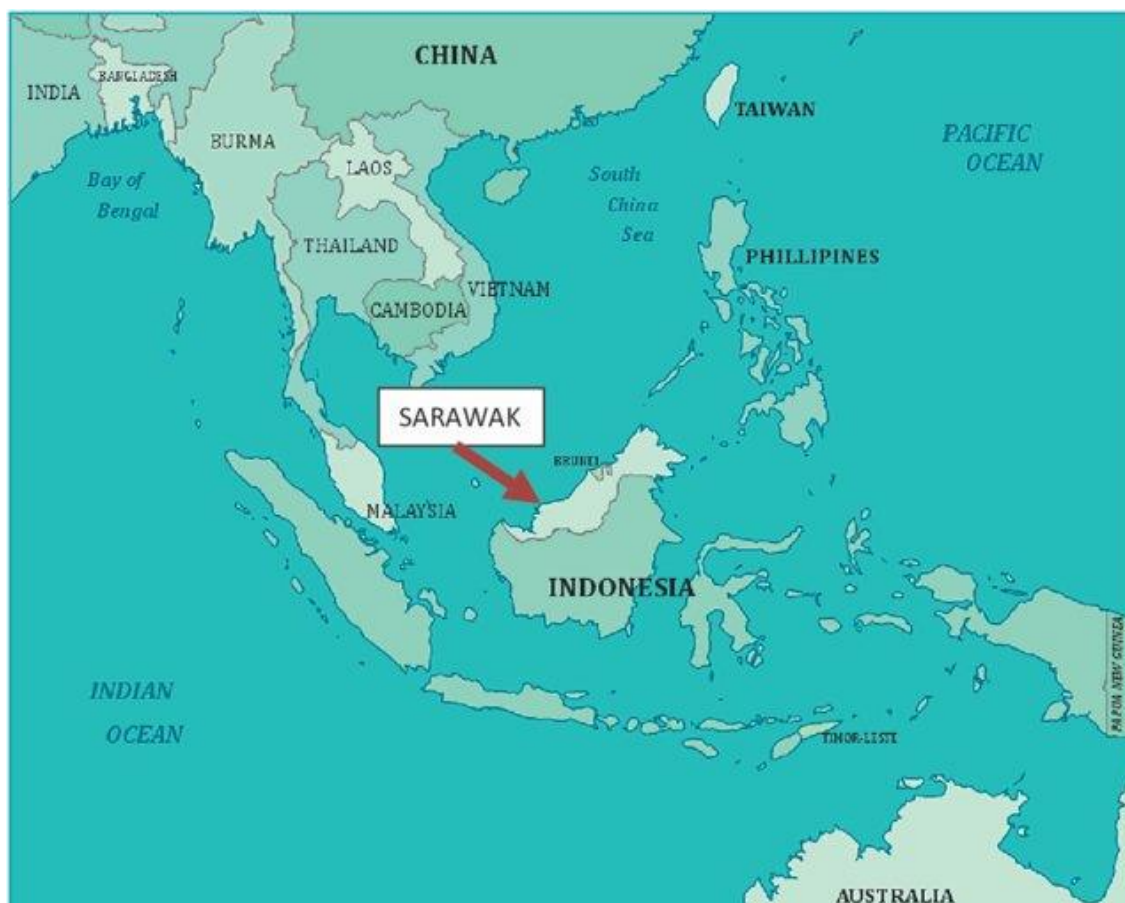 CHINA
BANGLADESH
INDIA
TAIWAN
BURMA
PACIFIC
OCEAN
LAOS
Bay of
Bengal
South
China
Sea
THAILAND
PHILLIPINES
VIETNAM
CAMBODIA
SARAWAK
BRUNEI
MALAYSIA
INDONESIA
PAPUA NEW GUINEA
INDIAN
OCEAN
TIMOR-LESTE
AUSTRALIA